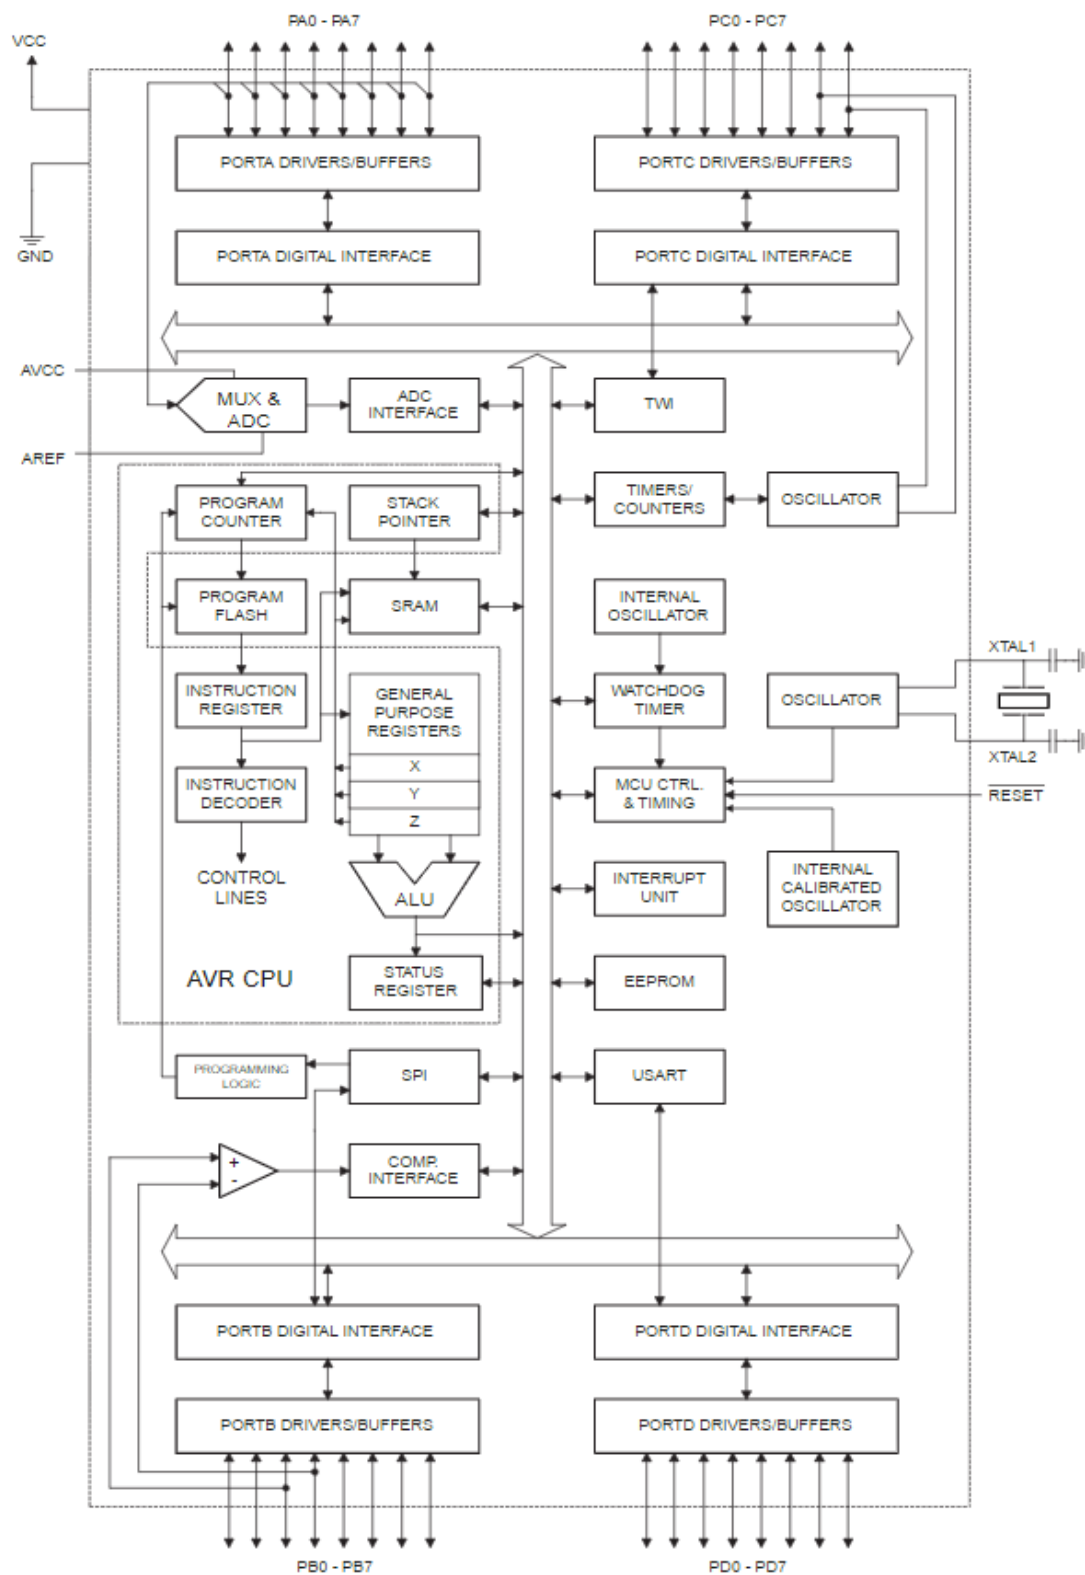 PA0 - PA7
PC0 - PC7
VCC
PORTA DRIVERS/BUFFERS
PORTC DRIVERS/BUFFERS
GND
PORTA DIGITAL INTERFACE
PORTC DIGITAL INTERFACE
AVCC
MUX &
ADC
ADC
INTERFACE
TWI
AREF
PROGRAM
COUNTER
STACK
POINTER
TIMERS/
COUNTERS
OSCILLATOR
PROGRAM
FLASH
SRAM
INTERNAL
OSCILLATOR
XTAL1
INSTRUCTION
REGISTER
GENERAL
PURPOSE
REGISTERS
WATCHDOG
TIMER
OSCILLATOR
XTAL2
X
INSTRUCTION
DECODER
Y
MCU CTRL.
& TIMING
RESET
Z
CONTROL
LINES
ALU
INTERRUPT
UNIT
INTERNAL
CALIBRATED
OSCILLATOR
AVR CPU
STATUS
REGISTER
EEPROM
PROGRAMMING
LOGIC
SPI
USART
+
-
COMP.
INTERFACE
PORTB DIGITAL INTERFACE
PORTD DIGITAL INTERFACE
PORTB DRIVERS/BUFFERS
PORTD DRIVERS/BUFFERS
PB0 - PB7
PD0 - PD7